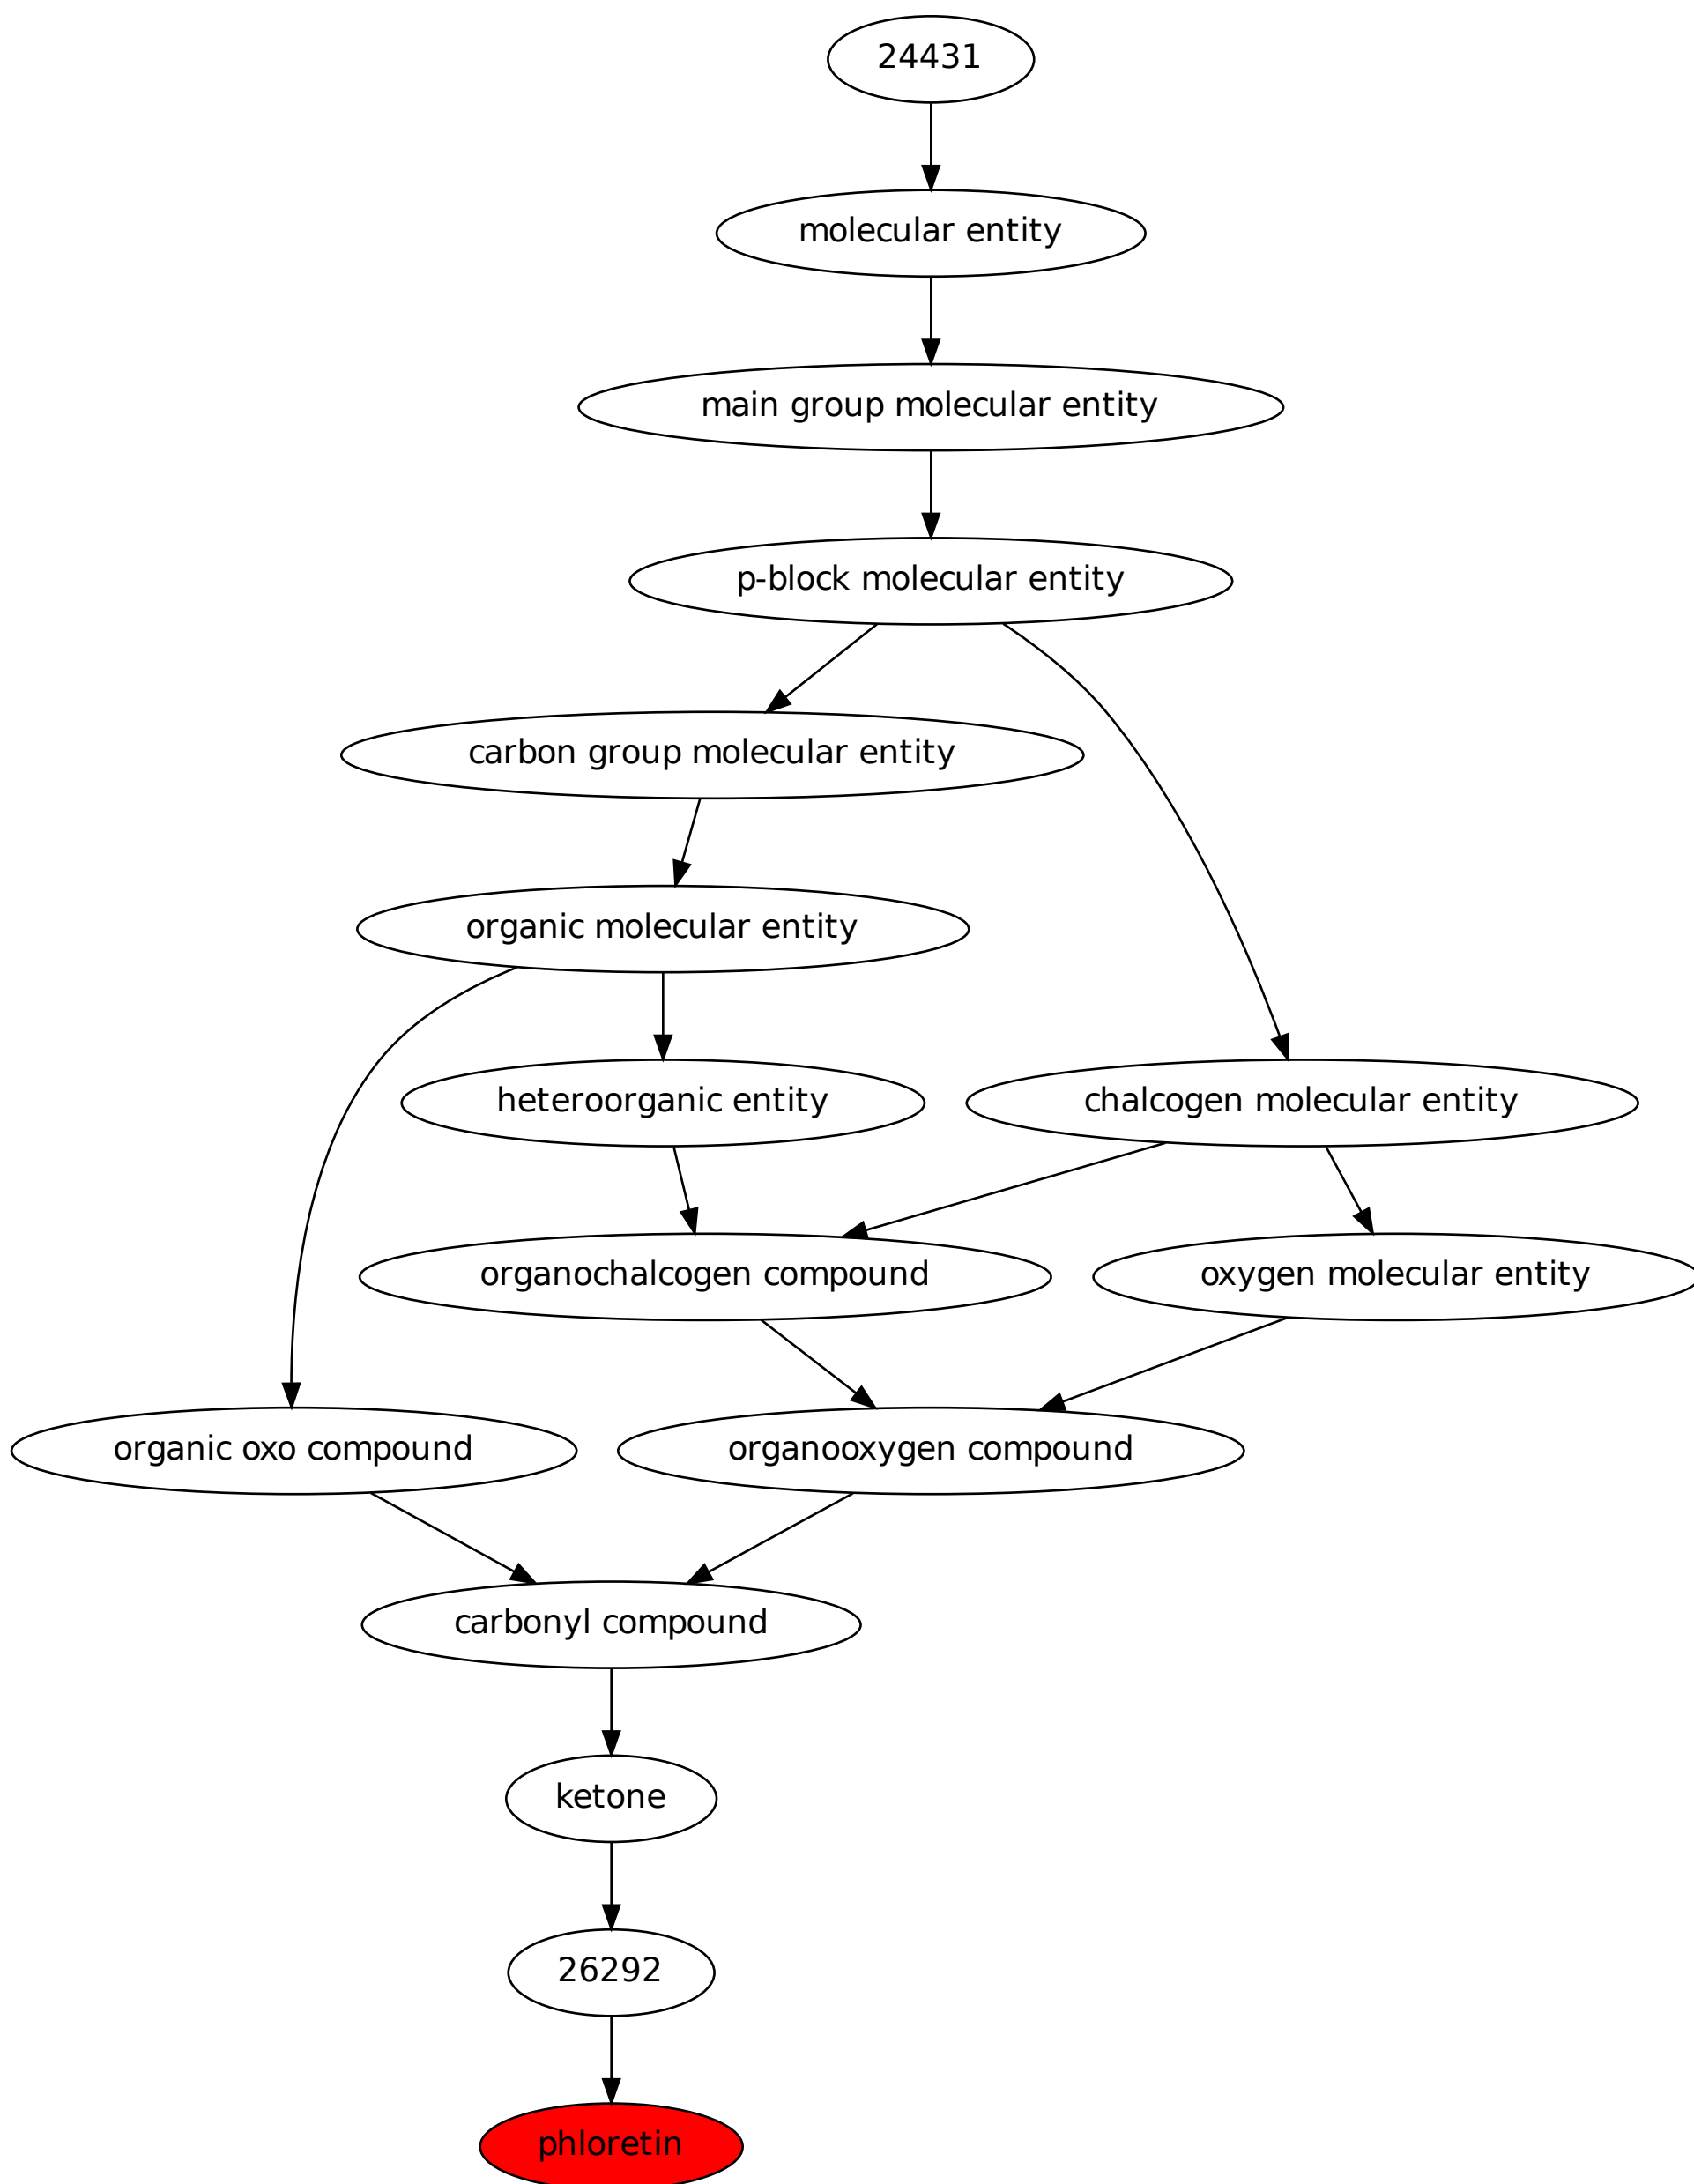 24431
molecular entity
main group molecular entity
p-block molecular entity
carbon group molecular entity
organic molecular entity
heteroorganic entity
chalcogen molecular entity
organochalcogen compound
oxygen molecular entity
organic oxo compound
organooxygen compound
carbonyl compound
ketone
26292
phloretin